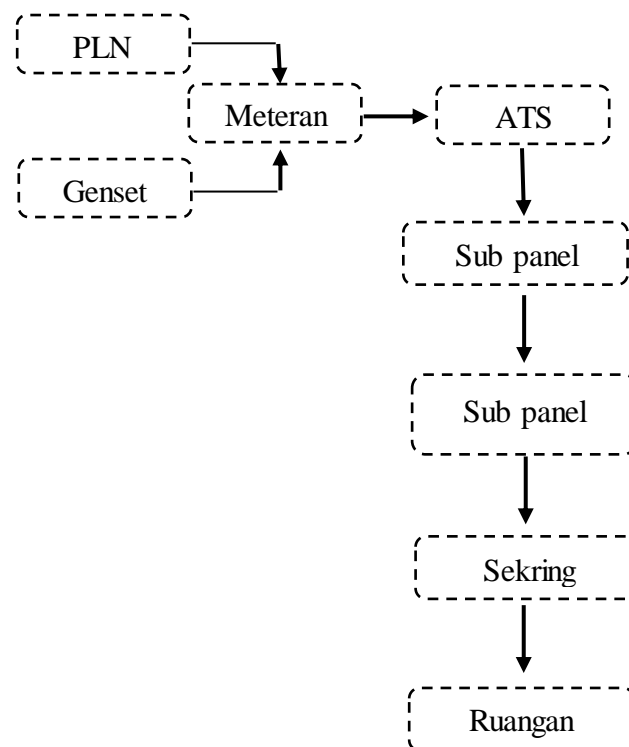 PLN
Meteran
ATS
Genset
Sub panel
Sub panel
Sekring
Ruangan